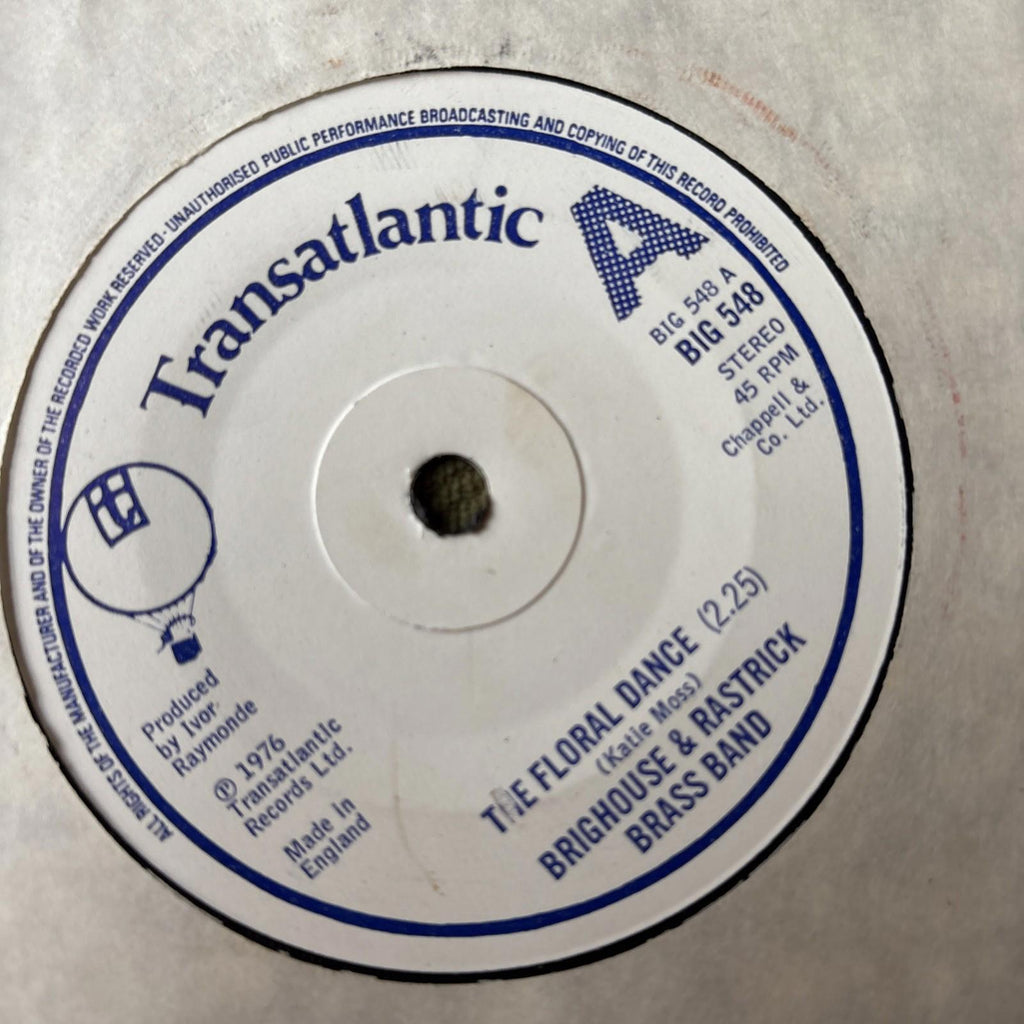 ALL RIGHTS OF THE MANUFACTURER AND OF THE OWNER OF THE RECORDED WORK RESERVED - UNAUTHORISED PUBLIC PERFORMANCE BROADCASTING AND COPYING OF THIS RECORD PROHIBITED
Transatlantic
A
BIG 548 A
BIG 548
STEREO
45 RPM
Chappell &
Co. Ltd.
Produced
by Ivor
Raymonde
℗ 1976
Transatlantic
Records Ltd.
Made in
England
THE FLORAL DANCE (2.25)
(Katie Moss)
BRIGHOUSE & RASTRICK
BRASS BAND